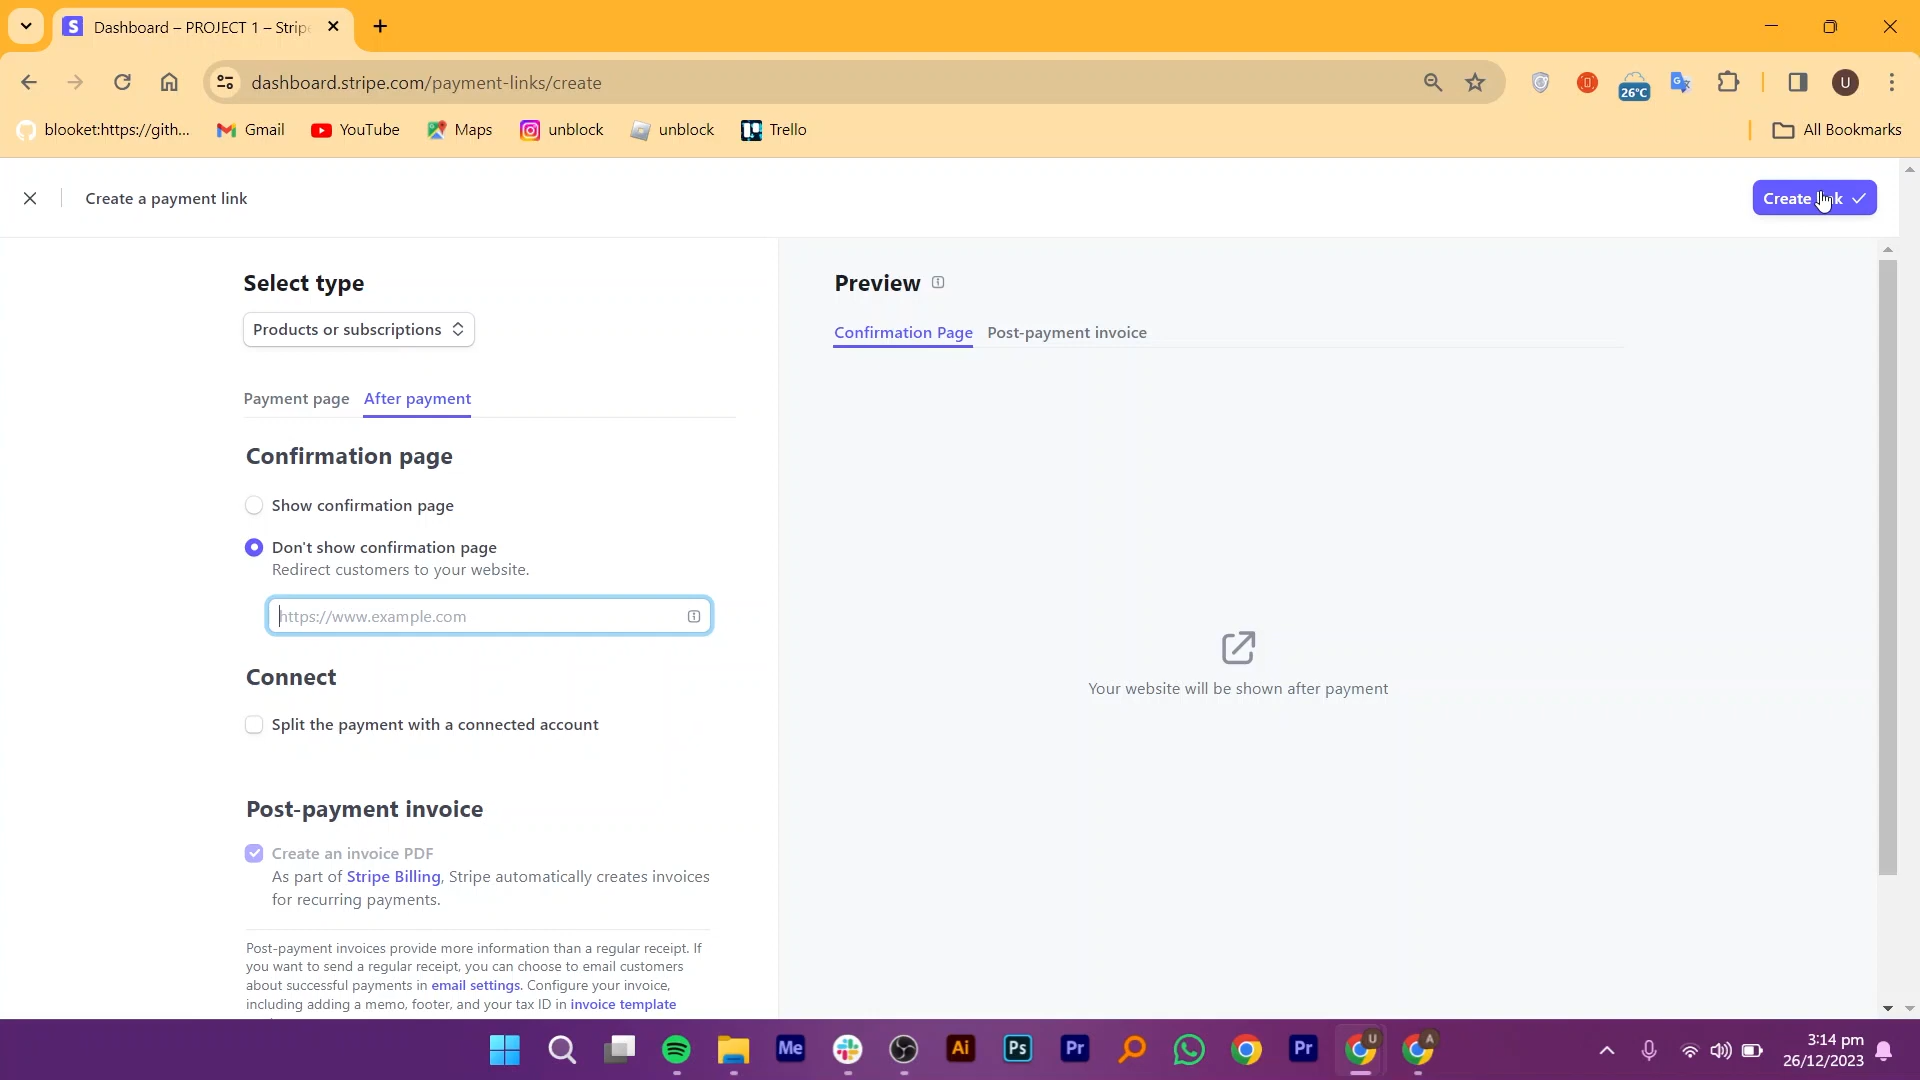 Dashboard – PROJECT 1 – Stripe
dashboard.stripe.com/payment-links/create
26°C
U
blooket:https://gith...
Gmail
YouTube
Maps
unblock
unblock
Trello
All Bookmarks
Create a payment link
Create
Select type
Products or subscriptions
Payment page
After payment
Confirmation page
Show confirmation page
Don't show confirmation page
Redirect customers to your website.
https://www.example.com
Connect
Split the payment with a connected account
Post-payment invoice
Create an invoice PDF
As part of Stripe Billing, Stripe automatically creates invoices
for recurring payments.
Post-payment invoices provide more information than a regular receipt. If
you want to send a regular receipt, you can choose to email customers
about successful payments in email settings. Configure your invoice,
including adding a memo, footer, and your tax ID in invoice template
Preview
Confirmation Page
Post-payment invoice
Your website will be shown after payment
Me
Ai
Ps
Pr
Pr
U
A
3:14 pm
26/12/2023